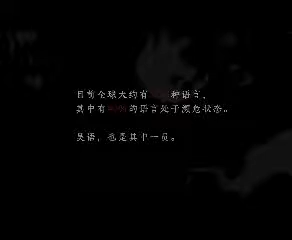 目前全球大约有 种语言,
其中有 的语言处于濒危状态。
吴语,也是其中一员。